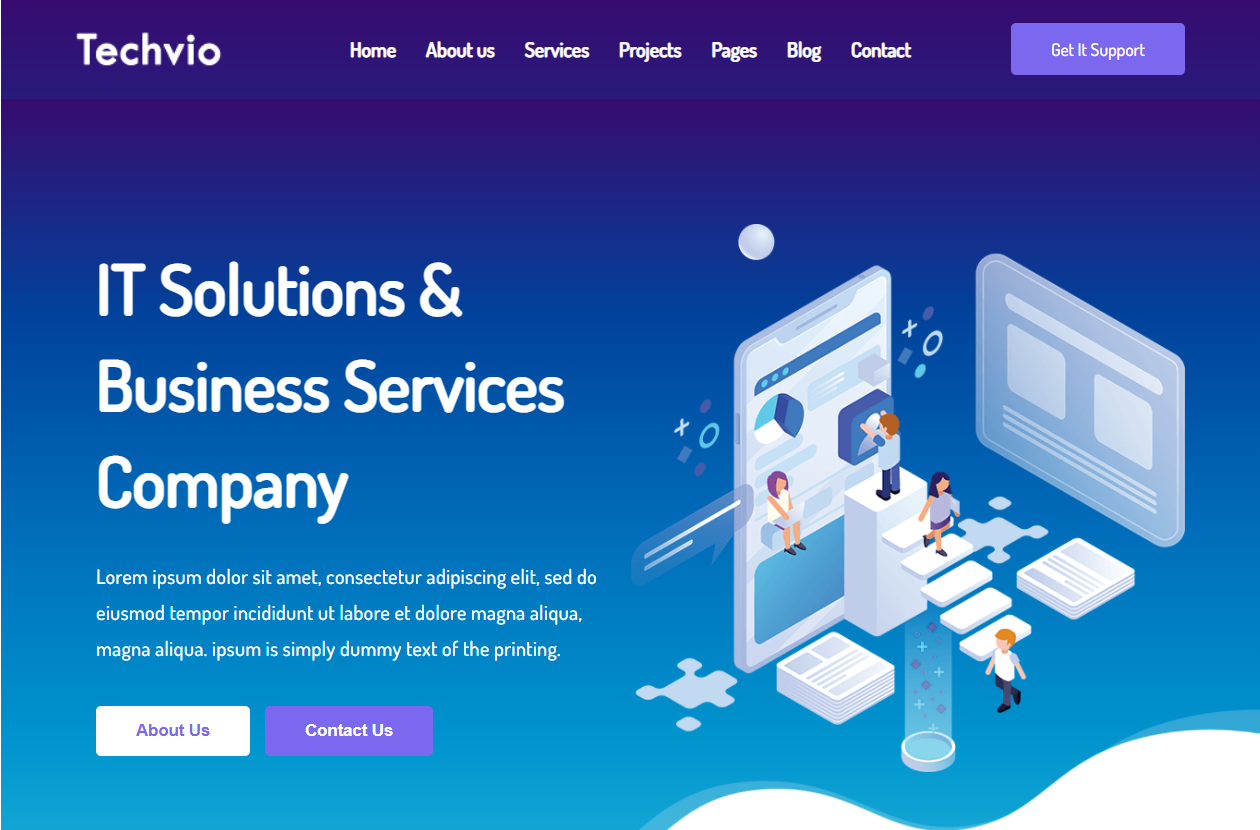 Techvio
Home About us Services Projects Pages Blog Contact
Get It Support
IT Solutions &
Business Services
Company
Lorem ipsum dolor sit amet, consectetur adipiscing elit, sed do
eiusmod tempor incididunt ut labore et dolore magna aliqua,
magna aliqua. ipsum is simply dummy text of the printing.
About Us
Contact Us